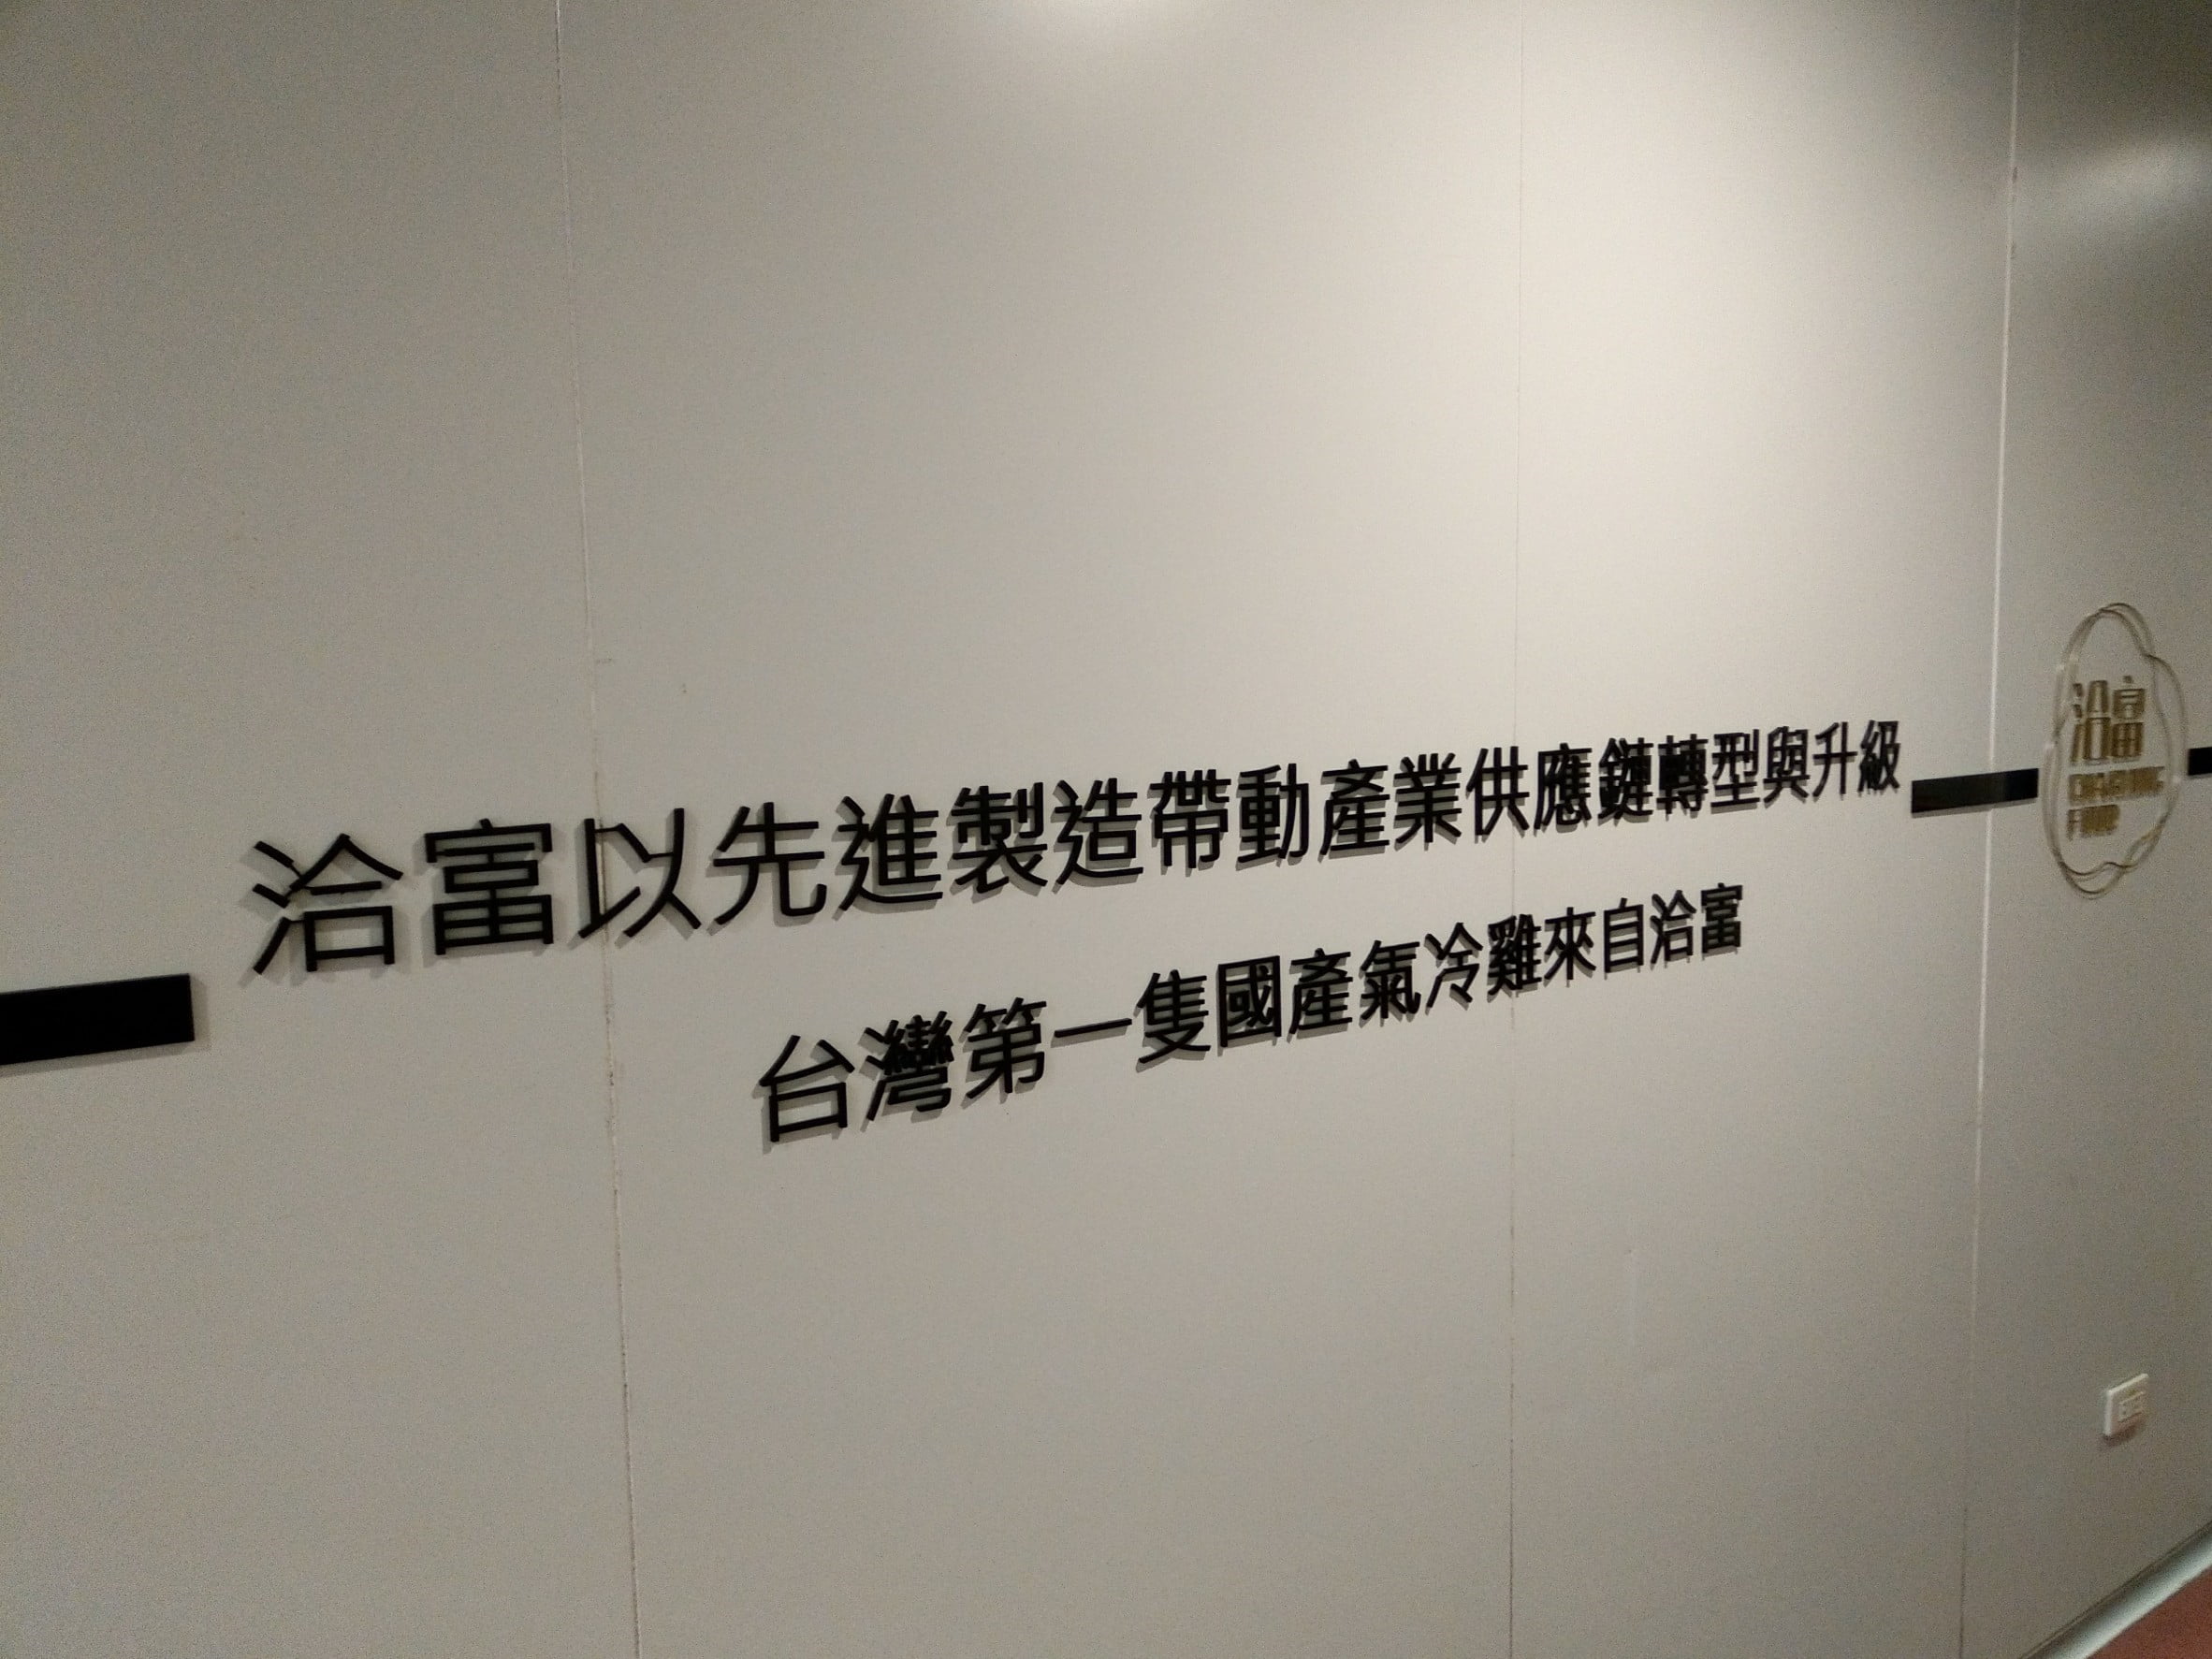 洽富以先進製造帶動產業供應鏈轉型與升級
台灣第一隻國產氣冷雞來自洽富
洽富